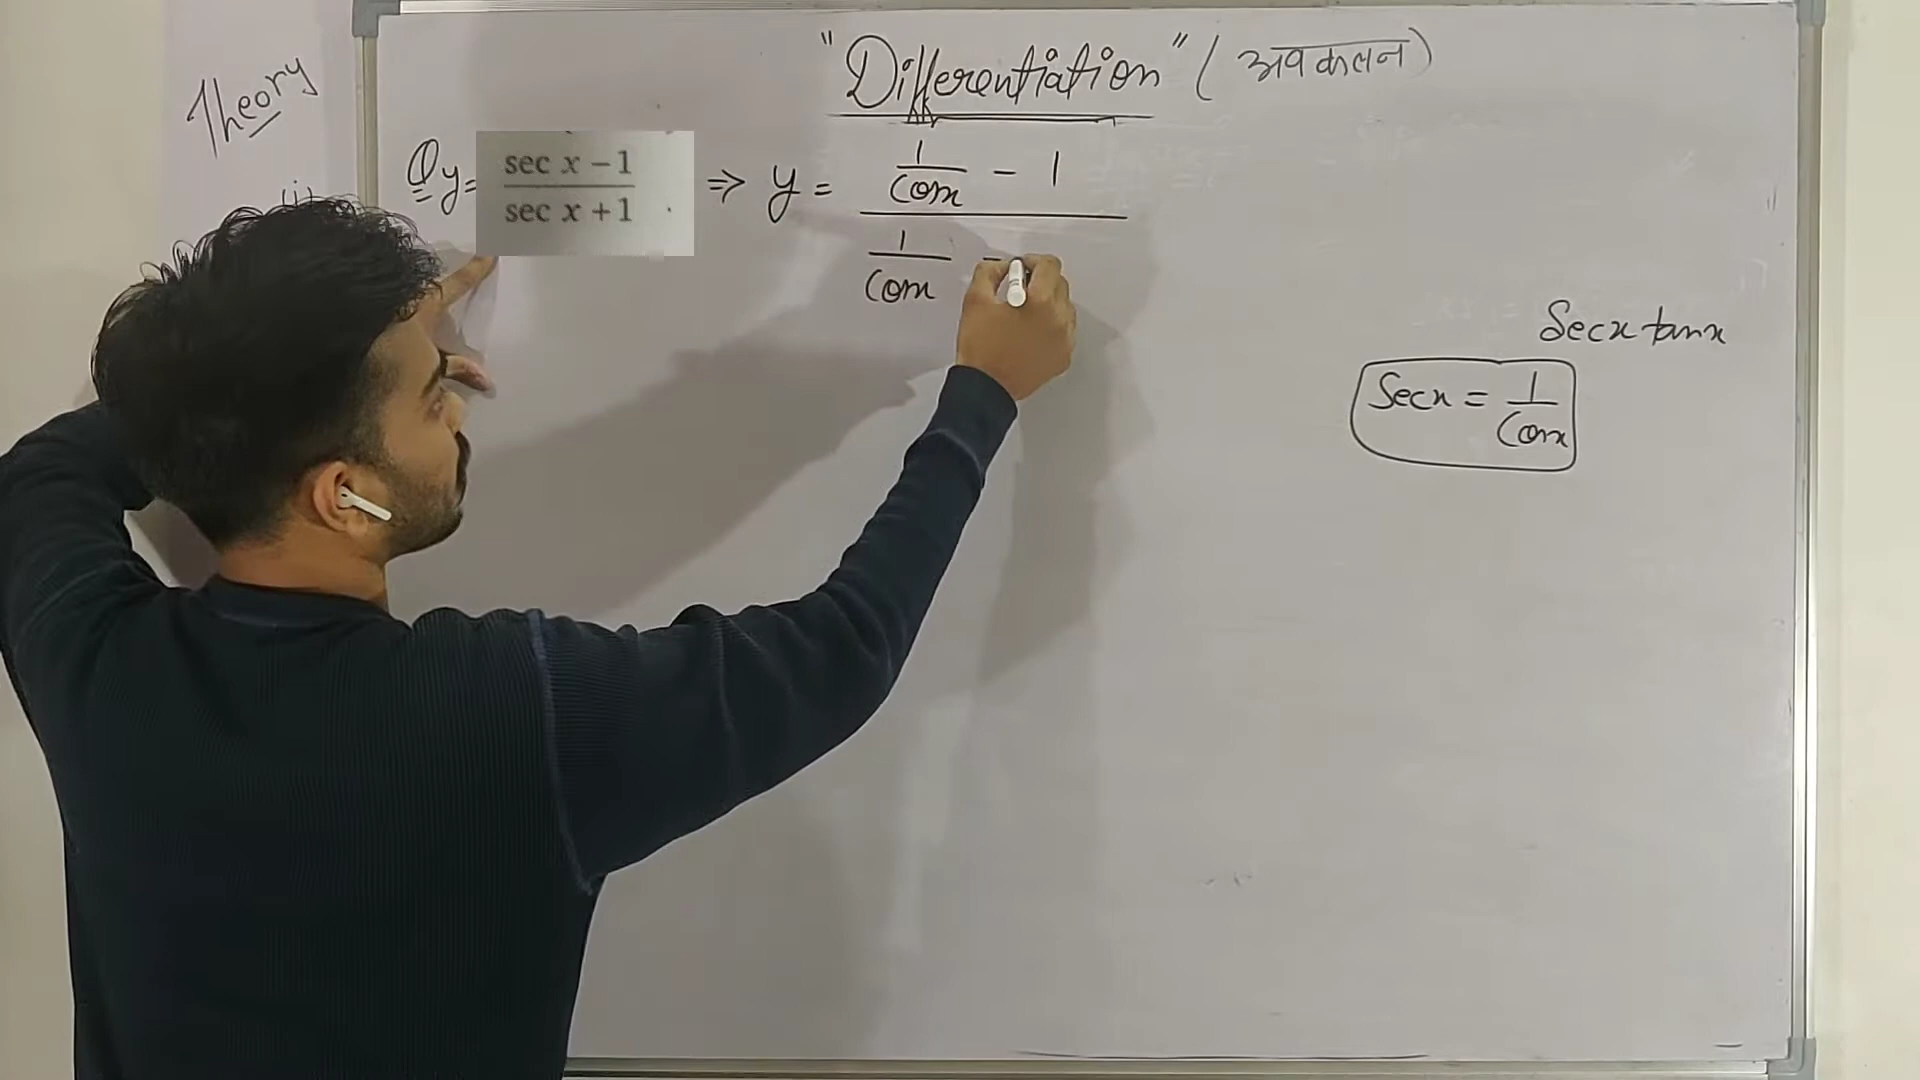 "Differentiation" (अवकलन)
Theory
(i)
Q y = sec x − 1 / sec x + 1 ⇒ y = 1/Cosx − 1 / 1/Cosx
Secx tanx
Secx = 1/Cosx